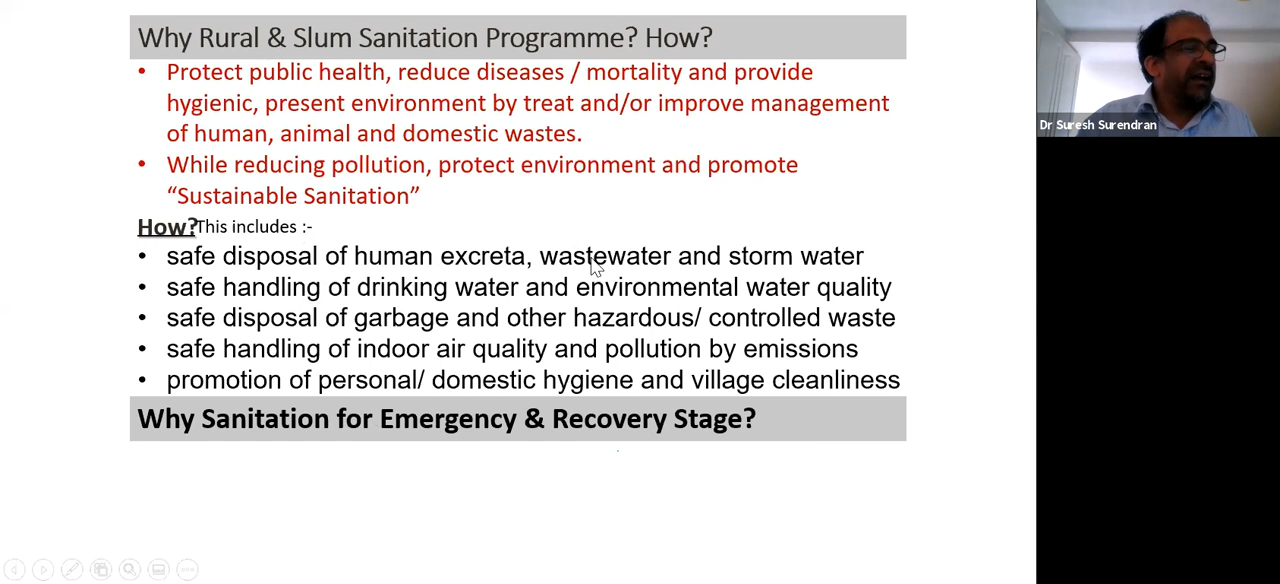 Why Rural & Slum Sanitation Programme? How?
• Protect public health, reduce diseases / mortality and provide
hygienic, present environment by treat and/or improve management
of human, animal and domestic wastes.
• While reducing pollution, protect environment and promote
“Sustainable Sanitation”
How? This includes :-
• safe disposal of human excreta, wastewater and storm water
• safe handling of drinking water and environmental water quality
• safe disposal of garbage and other hazardous/ controlled waste
• safe handling of indoor air quality and pollution by emissions
• promotion of personal/ domestic hygiene and village cleanliness
Why Sanitation for Emergency & Recovery Stage?
Dr Suresh Surendran